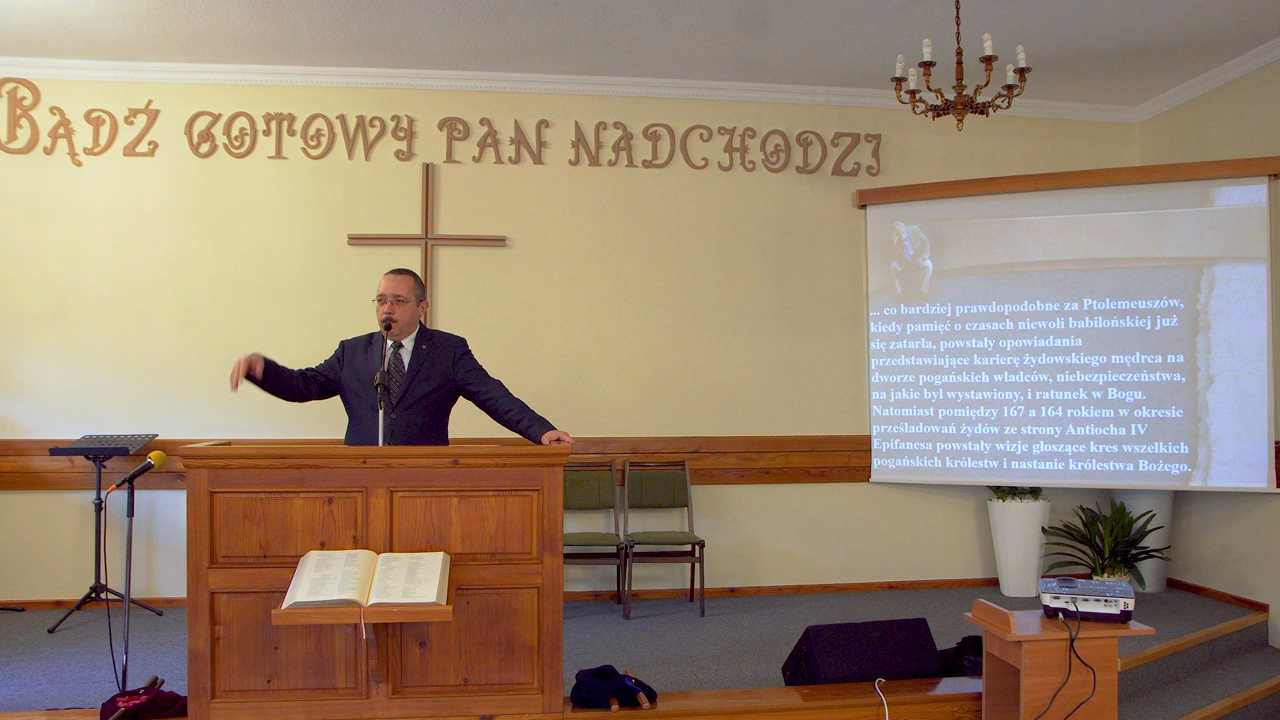 BĄDŹ GOTOWY PAN NADCHODZI
... co bardziej prawdopodobne za Ptolemeuszów,
kiedy pamięć o czasach niewoli babilońskiej już
się zatarła, powstały opowiadania
przedstawiające karierę żydowskiego mędrca na
dworze pogańskich władców, niebezpieczeństwa,
na jakie był wystawiony, i ratunek w Bogu.
Natomiast pomiędzy 167 a 164 rokiem w okresie
prześladowań żydów ze strony Antiocha IV
Epifanesa powstały wizje głoszące kres wszelkich
pogańskich królestw i nastanie królestwa Bożego.